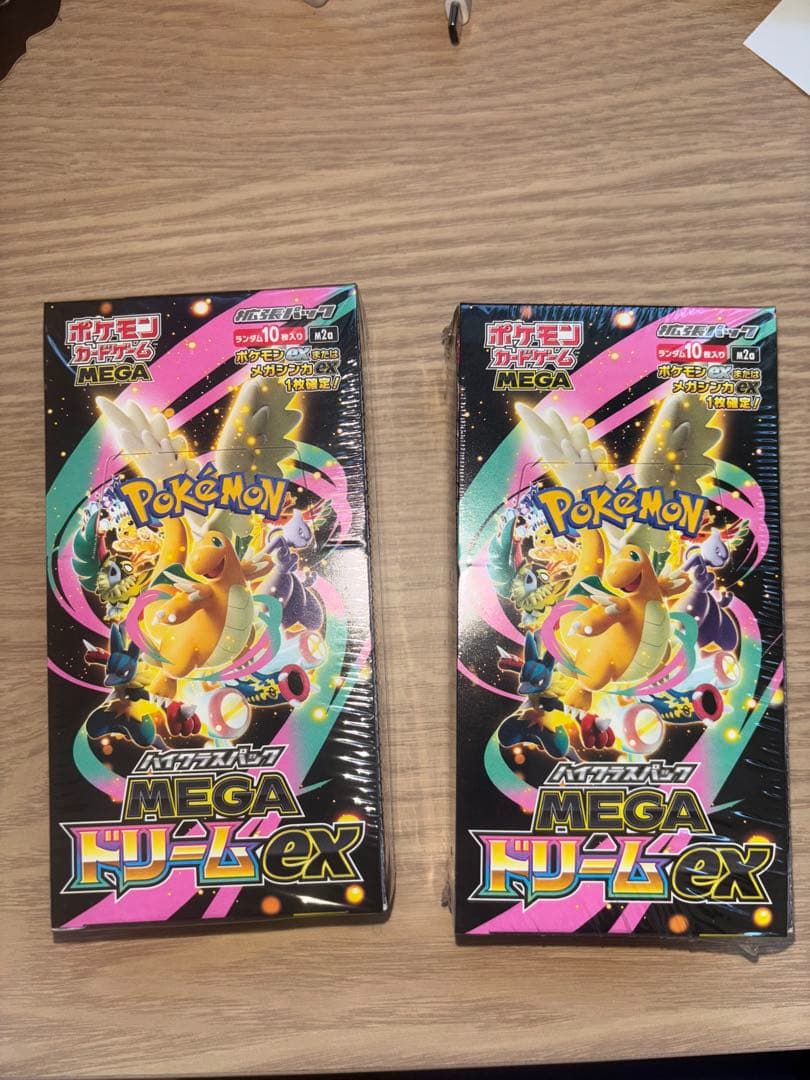 ポケモン
カードゲーム
MEGA
拡張パック
ランダム10枚入り m2a
ポケモンexまたは
メガシンカex
1枚確定!
POKéMON
ハイクラスパック
MEGA
ドリームex
ポケモン
カードゲーム
MEGA
拡張パック
ランダム10枚入り m2a
ポケモンexまたは
メガシンカex
1枚確定!
POKéMON
ハイクラスパック
MEGA
ドリームex